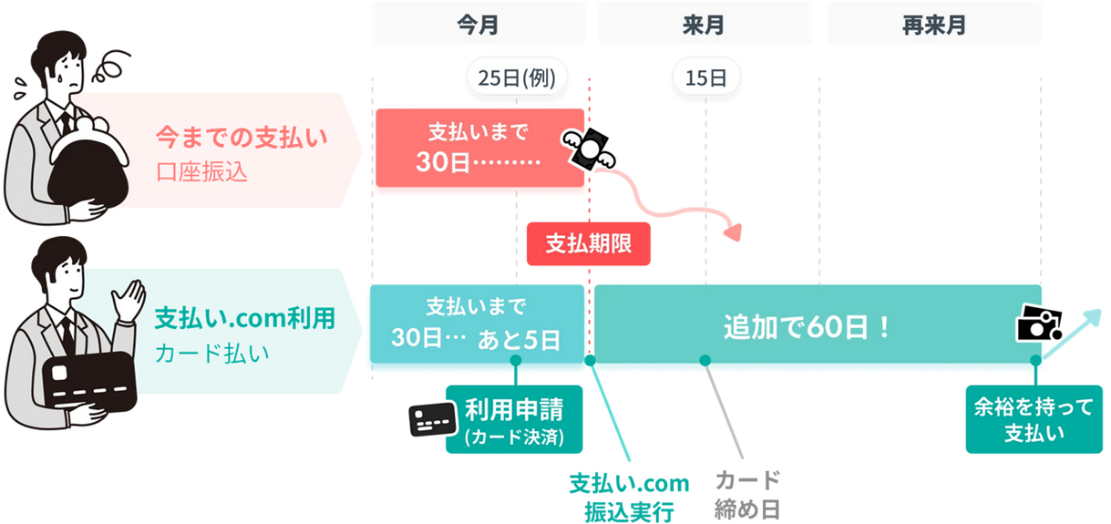 今月
来月
再来月
25日(例)
15日
今までの支払い
口座振込
支払いまで
30日………
支払期限
支払い.com利用
カード払い
支払いまで
30日… あと5日
追加で60日！
利用申請
(カード決済)
余裕を持って
支払い
支払い.com
振込実行
カード
締め日